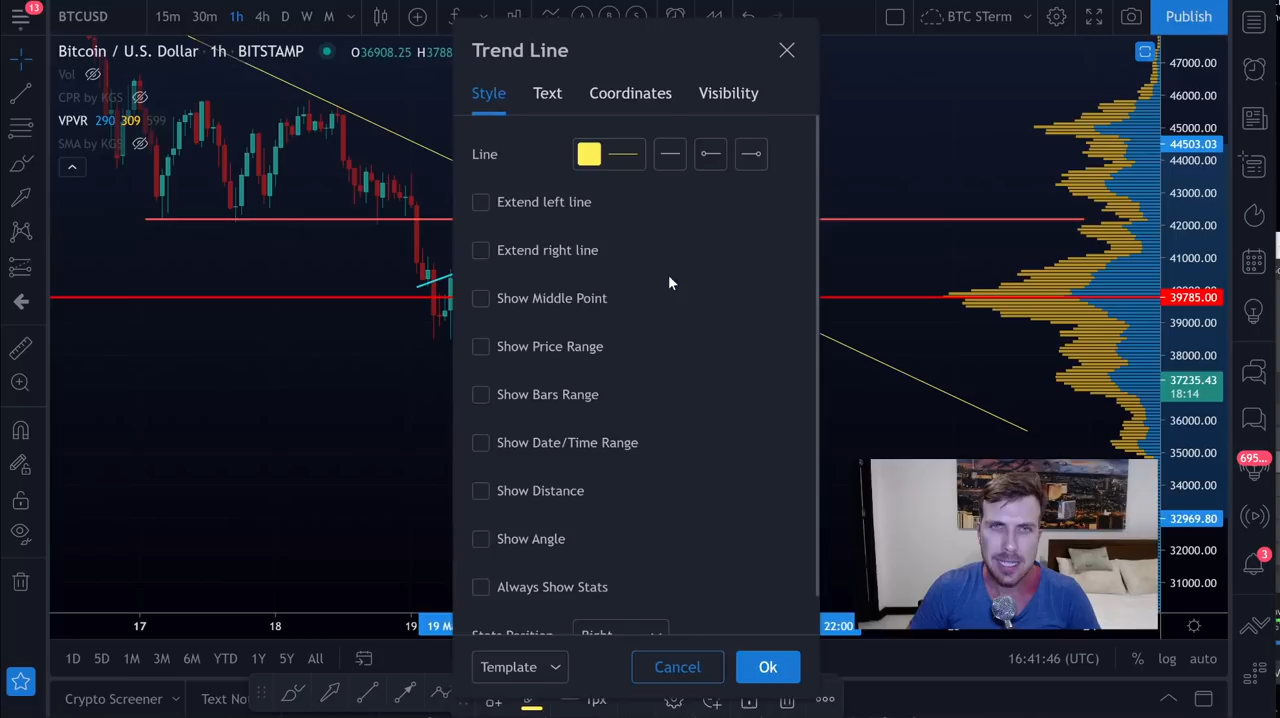 13
BTCUSD
15m 30m 1h 4h D W M
BTC STerm
Publish
Bitcoin / U.S. Dollar · 1h · BITSTAMP
O36908.25 H3788
Vol
CPR by KGS
VPVR 290 309 599
SMA by KGS
Trend Line
Style Text Coordinates Visibility
Line
Extend left line
Extend right line
Show Middle Point
Show Price Range
Show Bars Range
Show Date/Time Range
Show Distance
Show Angle
Always Show Stats
Template
Cancel
Ok
47000.00
46000.00
45000.00
44503.03
44000.00
43000.00
42000.00
41000.00
39785.00
39000.00
38000.00
37235.43
18:14
36000.00
35000.00
34000.00
32969.80
32000.00
31000.00
695...
3
17 18 19 19 Ma 22:00
1D 5D 1M 3M 6M YTD 1Y 5Y All
16:41:46 (UTC)
% log auto
Crypto Screener
Text No
1px